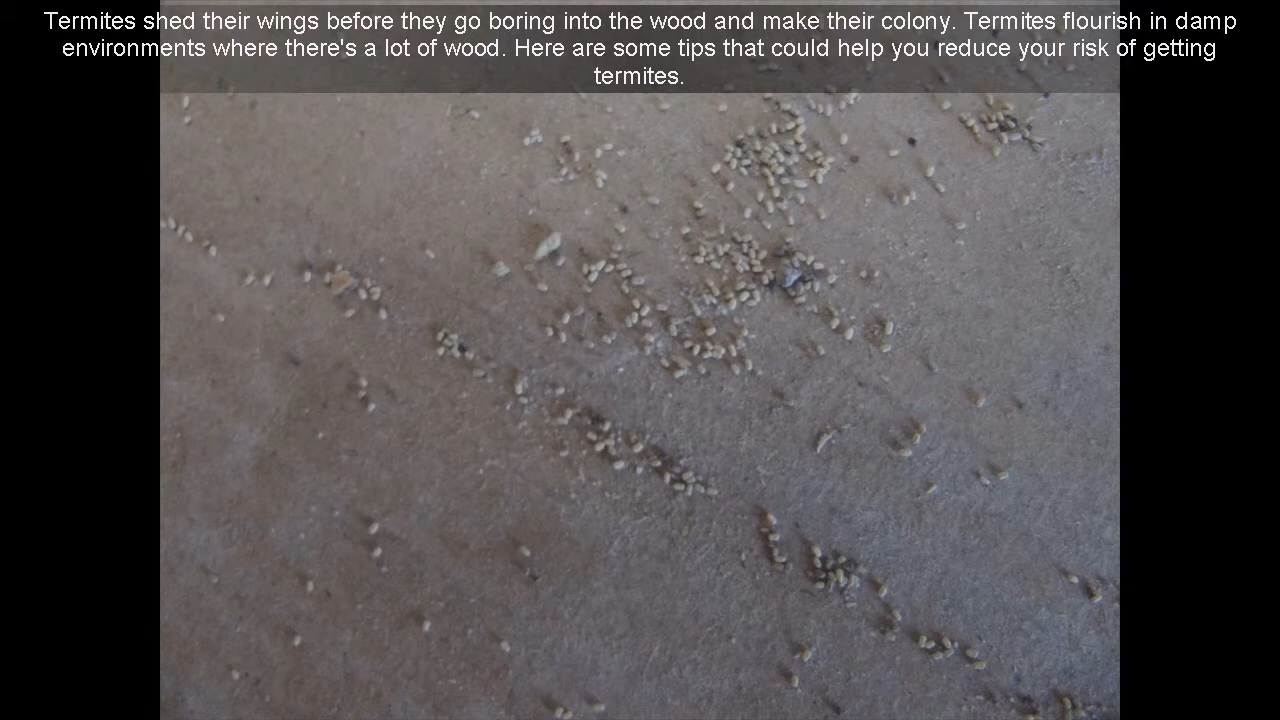 Termites shed their wings before they go boring into the wood and make their colony. Termites flourish in damp
environments where there's a lot of wood. Here are some tips that could help you reduce your risk of getting
termites.